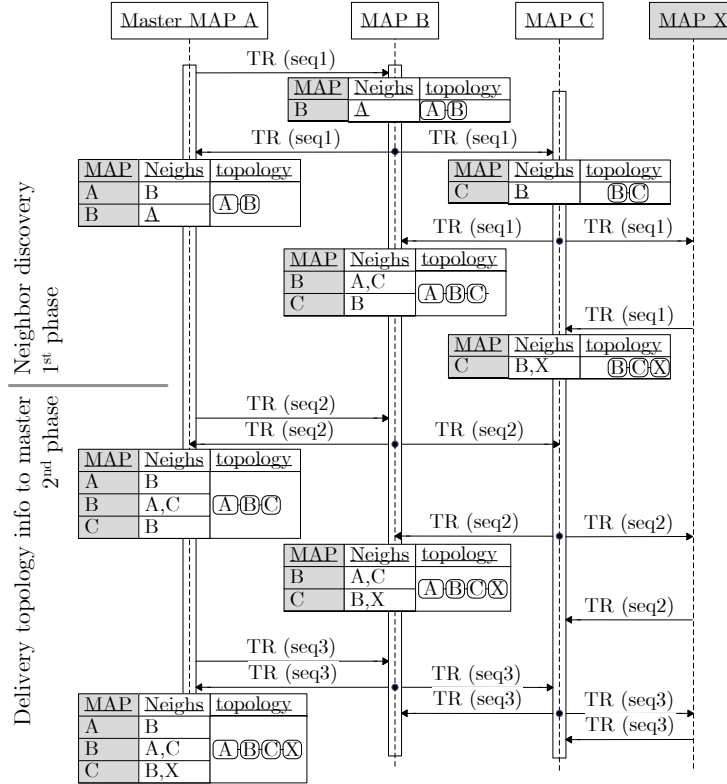 Master MAP A
MAP B
MAP C
MAP X
TR (seq1)
MAP Neighs topology
B A A B
TR (seq1)
TR (seq1)
MAP Neighs topology
A B
B A
A B
MAP Neighs topology
C B B C
TR (seq1)
TR (seq1)
MAP Neighs topology
B A,C
C B
A B C
TR (seq1)
MAP Neighs topology
C B,X B C X
Neighbor discovery
1st phase
TR (seq2)
TR (seq2)
TR (seq2)
MAP Neighs topology
A B
B A,C
C B
A B C
TR (seq2)
TR (seq2)
MAP Neighs topology
B A,C
C B,X
A B C X
TR (seq2)
TR (seq3)
TR (seq3)
TR (seq3)
TR (seq3)
TR (seq3)
TR (seq3)
MAP Neighs topology
A B
B A,C
C B,X
A B C X
Delivery topology info to master
2nd phase